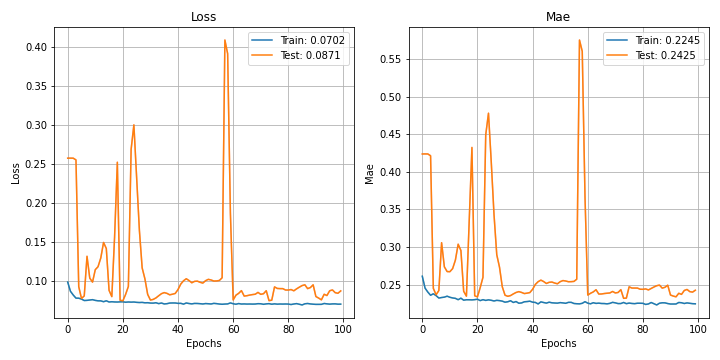 Loss
Train: 0.0702
Test: 0.0871
0.40
0.35
0.30
0.25
0.20
0.15
0.10
Loss
0 20 40 60 80 100
Epochs
Mae
Train: 0.2245
Test: 0.2425
0.55
0.50
0.45
0.40
0.35
0.30
0.25
Mae
0 20 40 60 80 100
Epochs